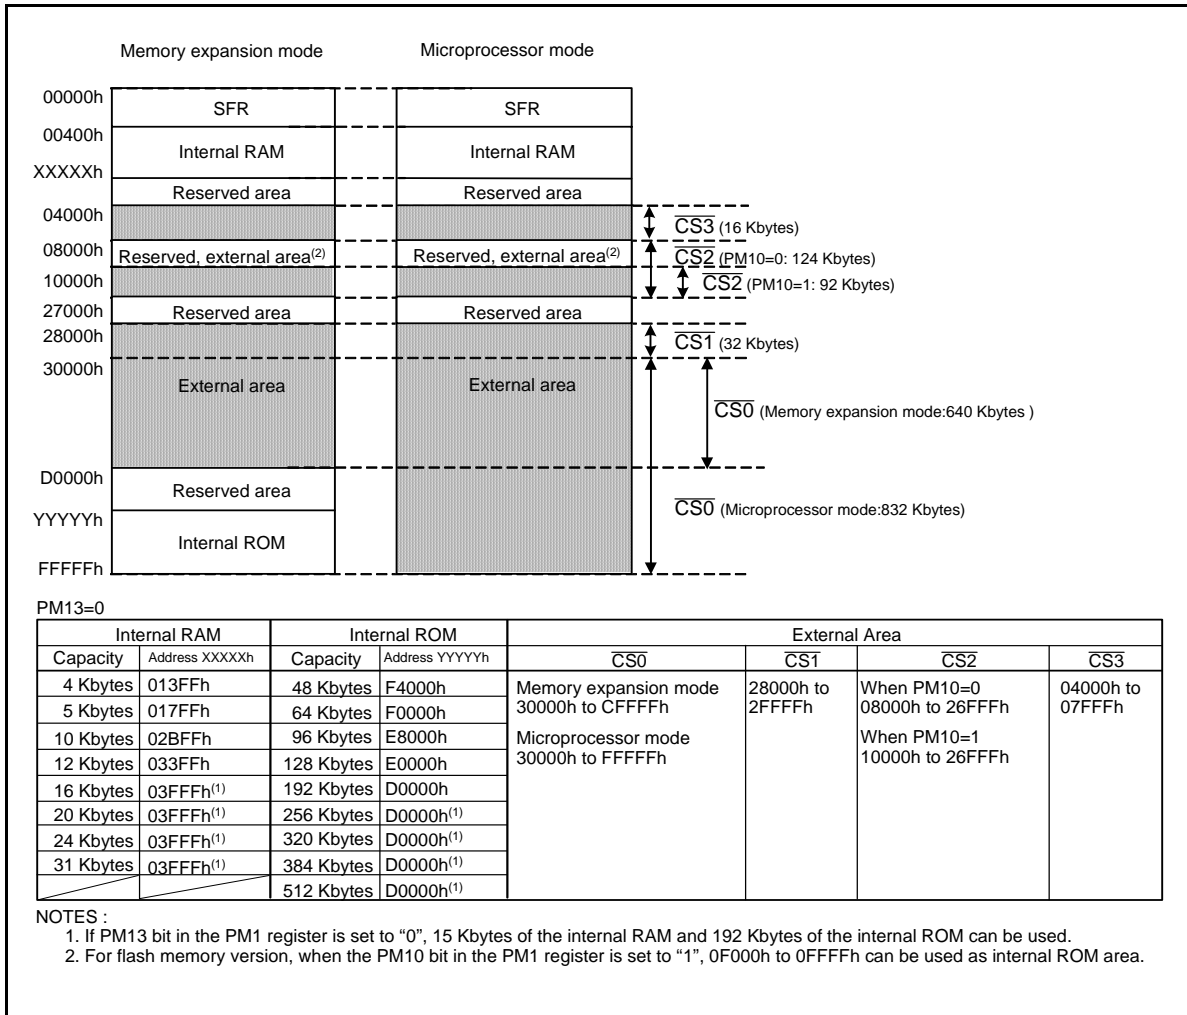 Memory expansion mode
Microprocessor mode
00000h
SFR
SFR
00400h
Internal RAM
Internal RAM
XXXXXh
Reserved area
Reserved area
04000h
CS3 (16 Kbytes)
08000h
Reserved, external area(2)
Reserved, external area(2)
CS2 (PM10=0: 124 Kbytes)
10000h
CS2 (PM10=1: 92 Kbytes)
27000h
Reserved area
Reserved area
28000h
CS1 (32 Kbytes)
30000h
External area
External area
CS0 (Memory expansion mode:640 Kbytes )
D0000h
Reserved area
CS0 (Microprocessor mode:832 Kbytes)
YYYYYh
Internal ROM
FFFFFh
PM13=0
Internal RAM Internal ROM External Area
Capacity Address XXXXXh Capacity Address YYYYYh CS0 CS1 CS2 CS3
4 Kbytes 013FFh 48 Kbytes F4000h Memory expansion mode 28000h to When PM10=0 04000h to
5 Kbytes 017FFh 64 Kbytes F0000h 30000h to CFFFFh 2FFFFh 08000h to 26FFFh 07FFFh
10 Kbytes 02BFFh 96 Kbytes E8000h Microprocessor mode When PM10=1
12 Kbytes 033FFh 128 Kbytes E0000h 30000h to FFFFFh 10000h to 26FFFh
16 Kbytes 03FFFh(1) 192 Kbytes D0000h
20 Kbytes 03FFFh(1) 256 Kbytes D0000h(1)
24 Kbytes 03FFFh(1) 320 Kbytes D0000h(1)
31 Kbytes 03FFFh(1) 384 Kbytes D0000h(1)
512 Kbytes D0000h(1)
NOTES :
1. If PM13 bit in the PM1 register is set to “0”, 15 Kbytes of the internal RAM and 192 Kbytes of the internal ROM can be used.
2. For flash memory version, when the PM10 bit in the PM1 register is set to “1”, 0F000h to 0FFFFh can be used as internal ROM area.